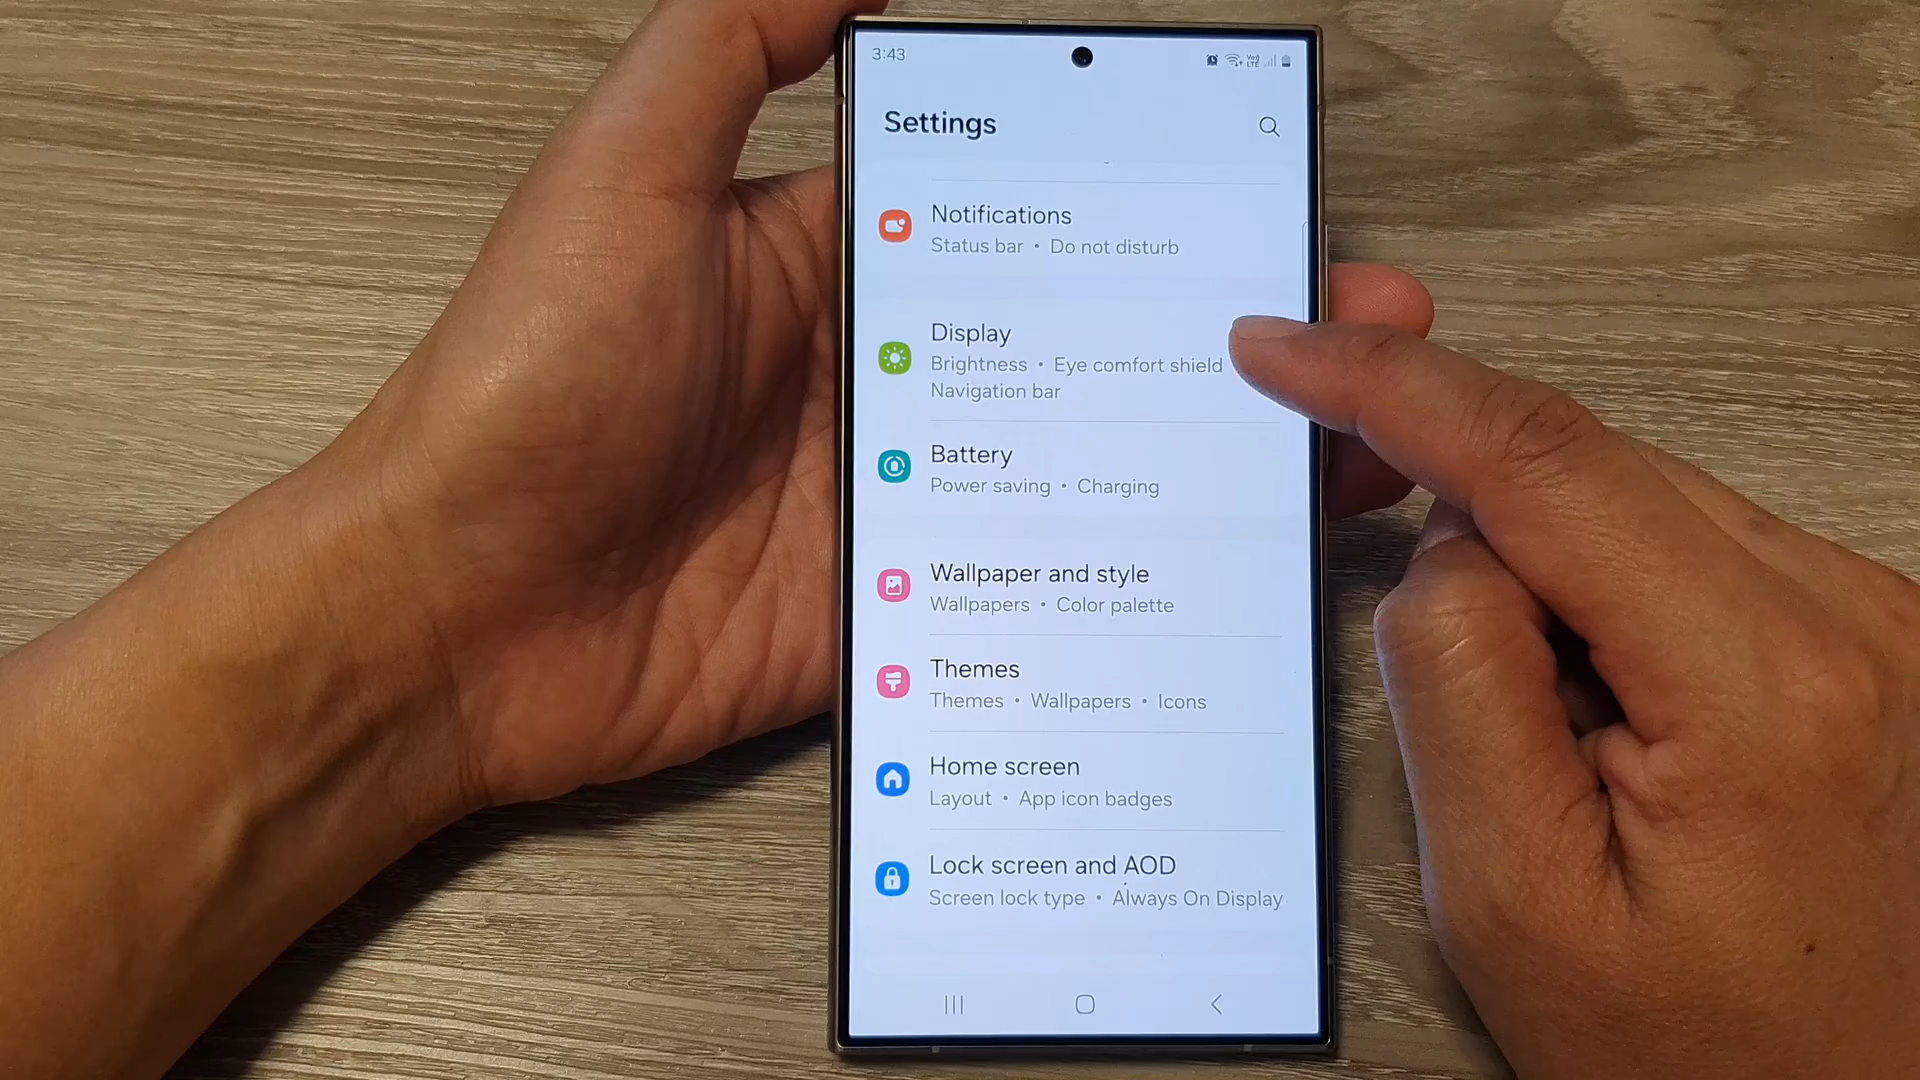 3:43
Vo)) LTE
Settings
Notifications
Status bar • Do not disturb
Display
Brightness • Eye comfort shield
Navigation bar
Battery
Power saving • Charging
Wallpaper and style
Wallpapers • Color palette
Themes
Themes • Wallpapers • Icons
Home screen
Layout • App icon badges
Lock screen and AOD
Screen lock type • Always On Display